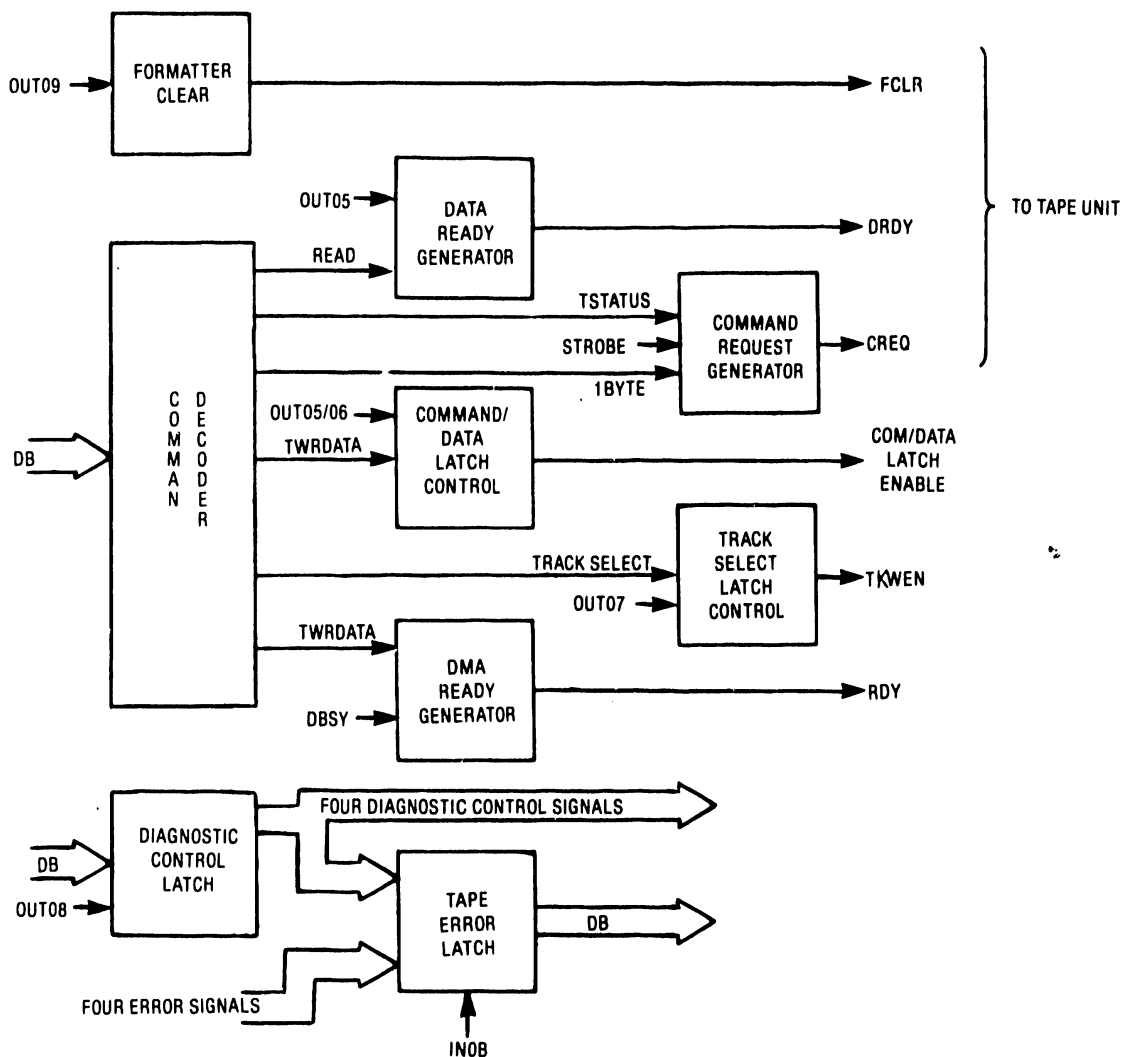 OUT09
FORMATTER
CLEAR
FCLR
OUT05
READ
DATA
READY
GENERATOR
DRDY
TO TAPE UNIT
DB
COMMAN
DECODER
TSTATUS
STROBE
1BYTE
COMMAND
REQUEST
GENERATOR
CREQ
OUT05/06
TWRDATA
COMMAND/
DATA
LATCH
CONTROL
COM/DATA
LATCH
ENABLE
TRACK SELECT
OUT07
TRACK
SELECT
LATCH
CONTROL
TKWEN
TWRDATA
DBSY
DMA
READY
GENERATOR
RDY
DB
OUT08
DIAGNOSTIC
CONTROL
LATCH
FOUR DIAGNOSTIC CONTROL SIGNALS
FOUR ERROR SIGNALS
TAPE
ERROR
LATCH
DB
IN0B